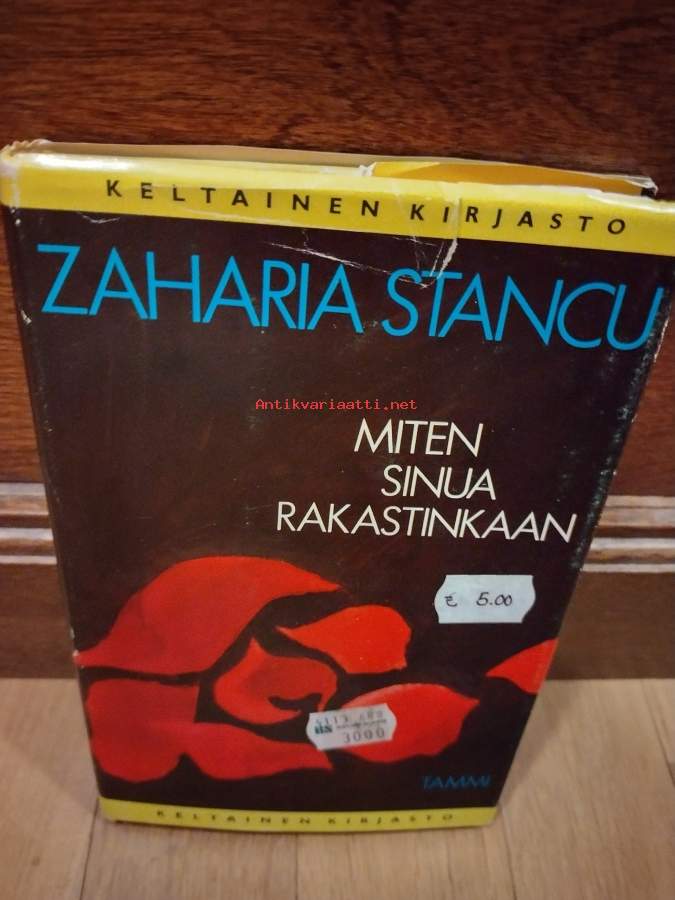 KELTAINEN KIRJASTO
ZAHARIA STANCU
Antikvariaatti.net
MITEN
SINUA
RAKASTINKAAN
€ 5.00
3000
TAMMI
KELTAINEN KIRJASTO